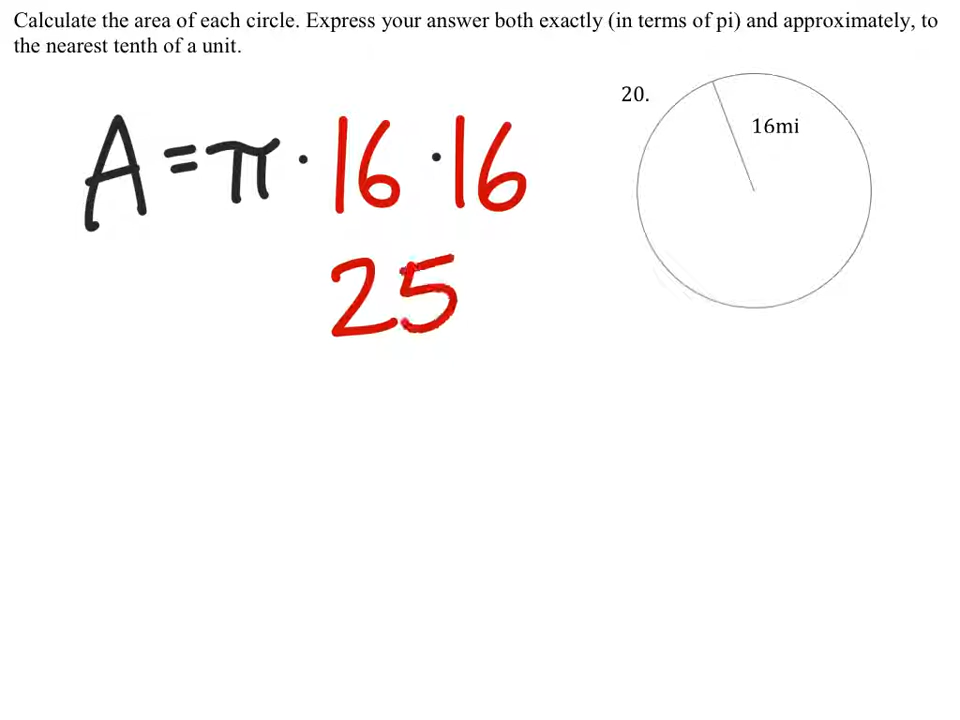 Calculate the area of each circle. Express your answer both exactly (in terms of pi) and approximately, to
the nearest tenth of a unit.
20.
16mi
A=π·16·16
25